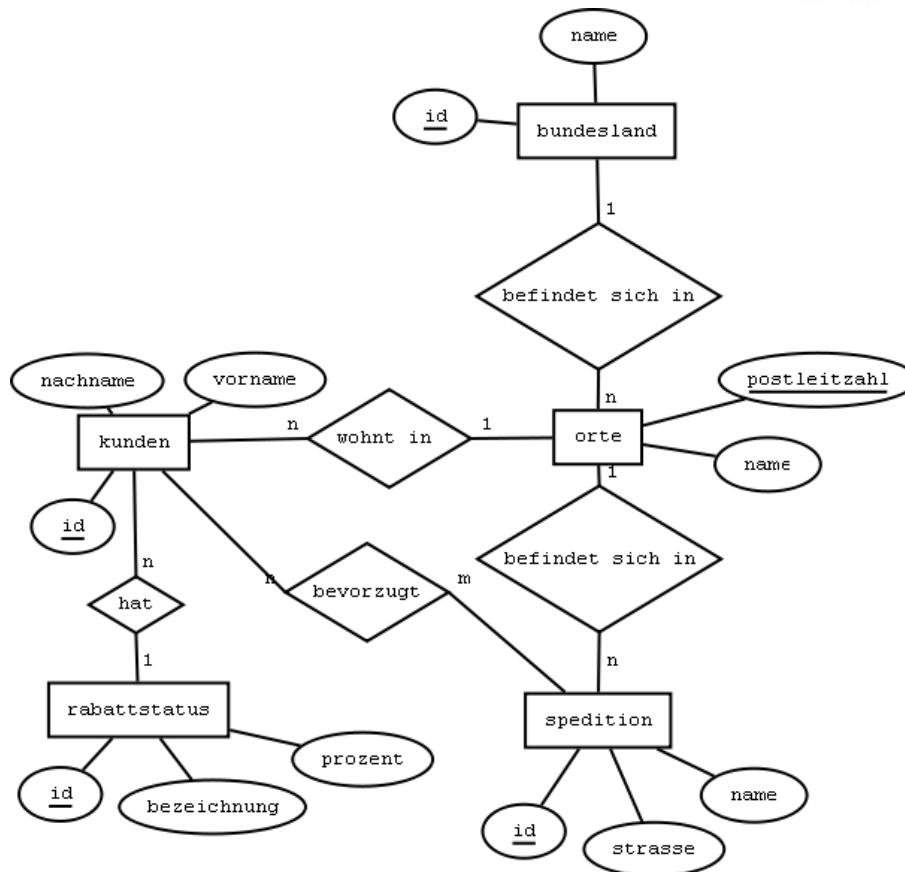 name
id
bundesland
1
befindet sich in
nachname
vorname
postleitzahl
n
kunden
n
wohnt in
1
orte
name
1
id
befindet sich in
n
hat
n
bevorzugt
m
1
n
rabattstatus
spedition
prozent
id
bezeichnung
name
id
strasse